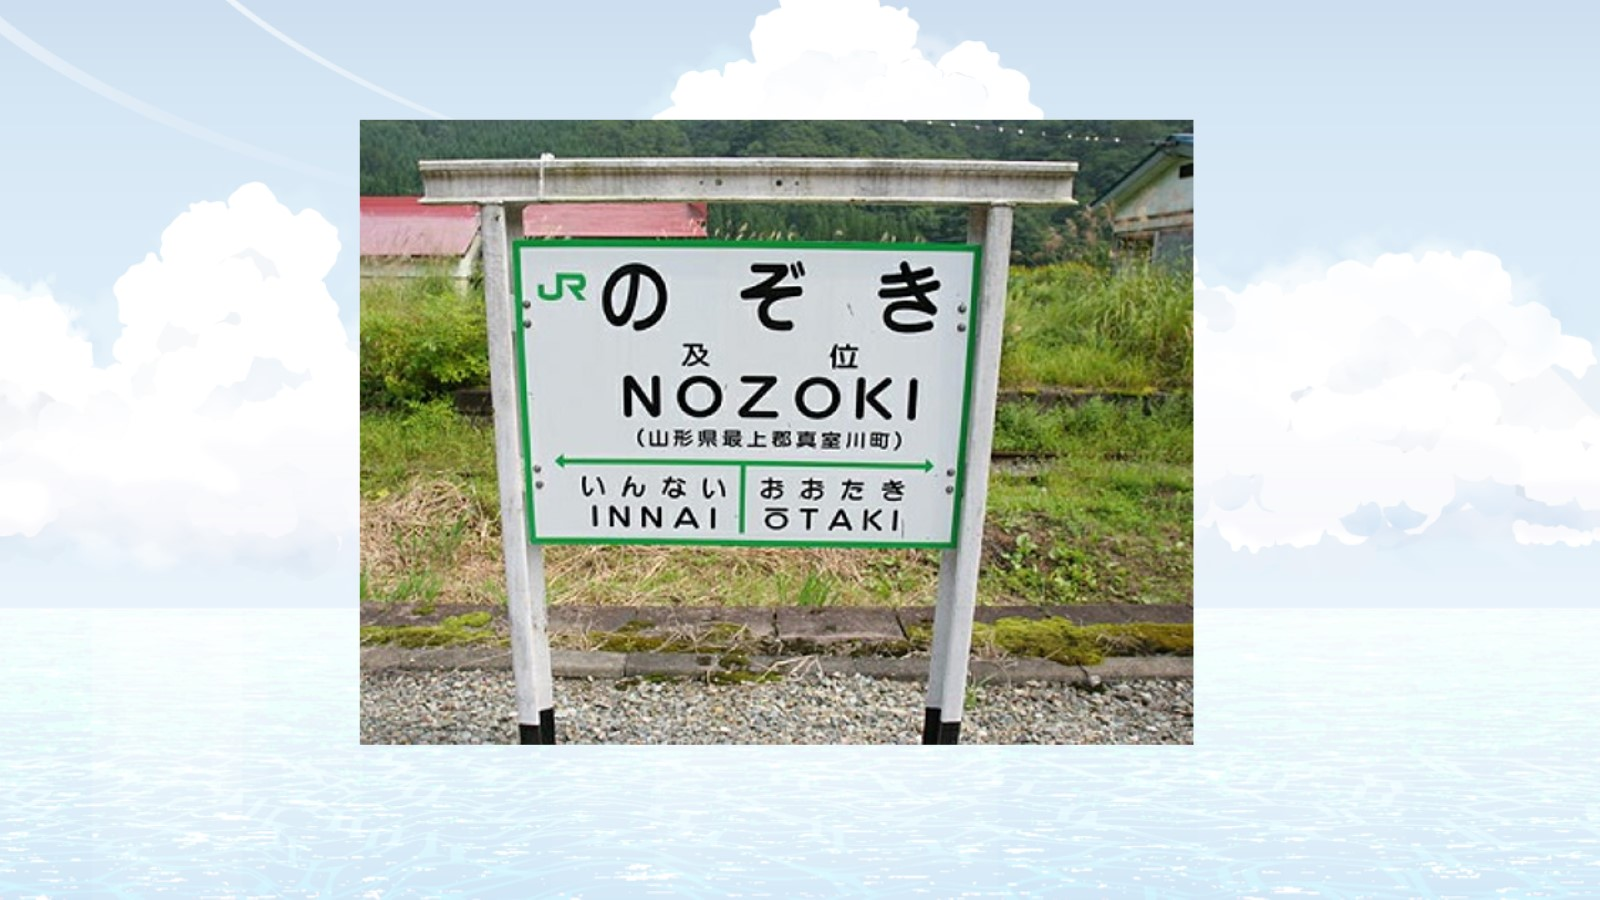 JR のぞき
及位
NOZOKI
(山形県最上郡真室川町)
いんない おおたき
INNAI ŌTAKI